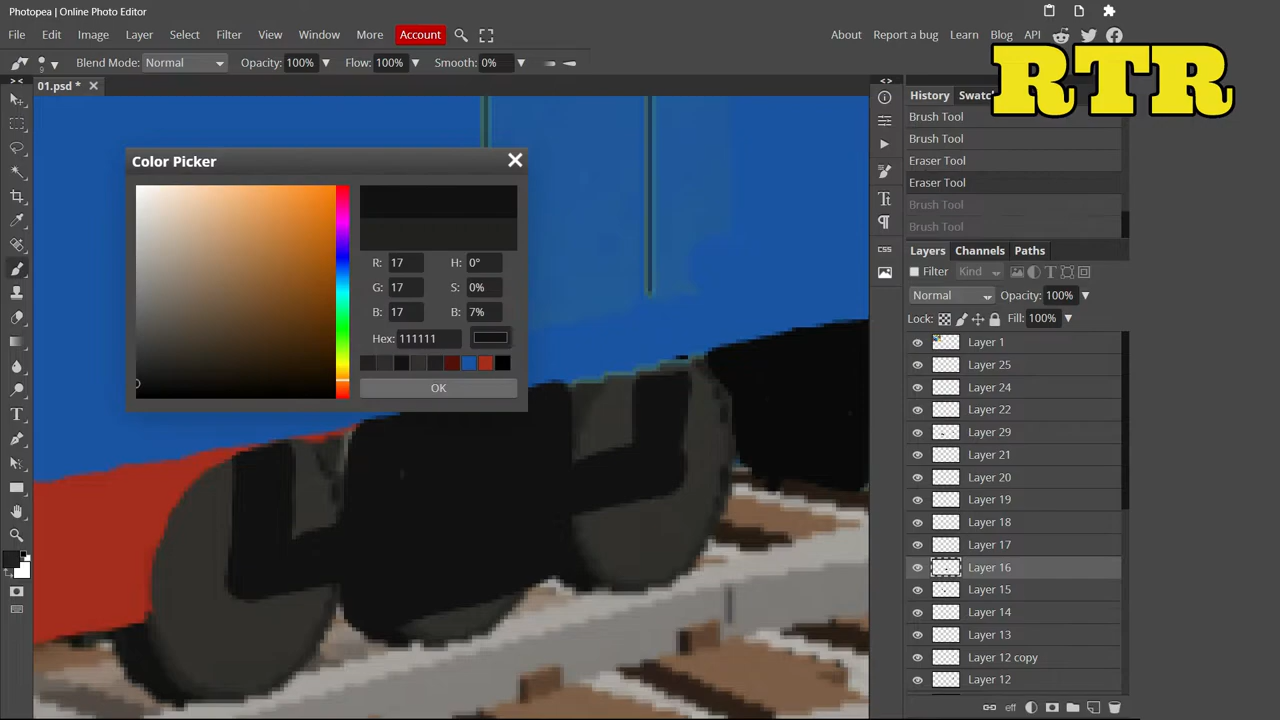 Photopea | Online Photo Editor
File Edit Image Layer Select Filter View Window More Account
About Report a bug Learn Blog API
Blend Mode: Normal Opacity: 100% Flow: 100% Smooth: 0%
9
RTR
01.psd *
Color Picker
R: 17 H: 0°
G: 17 S: 0%
B: 17 B: 7%
Hex: 111111
OK
History Swatc
Brush Tool
Brush Tool
Eraser Tool
Eraser Tool
Brush Tool
Brush Tool
CSS
Layers Channels Paths
Filter Kind
Normal Opacity: 100%
Lock: Fill: 100%
Layer 1
Layer 25
Layer 24
Layer 22
Layer 29
Layer 21
Layer 20
Layer 19
Layer 18
Layer 17
Layer 16
Layer 15
Layer 14
Layer 13
Layer 12 copy
Layer 12
eff